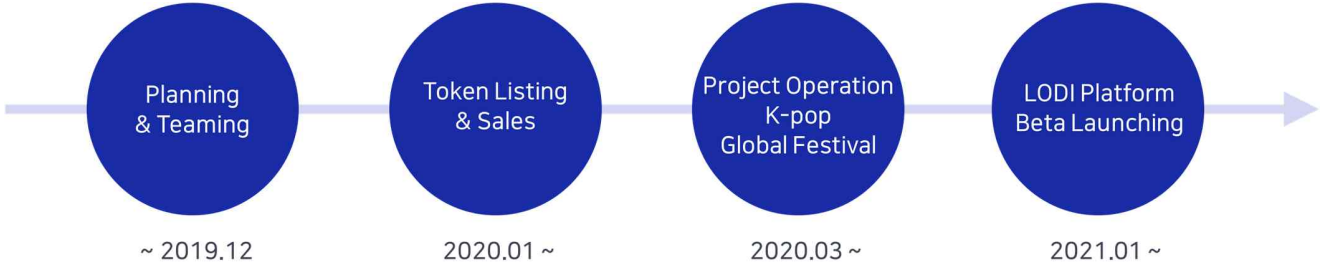 Planning
& Teaming
Token Listing
& Sales
Project Operation
K-pop
Global Festival
LODI Platform
Beta Launching
~ 2019.12
2020.01 ~
2020.03 ~
2021.01 ~